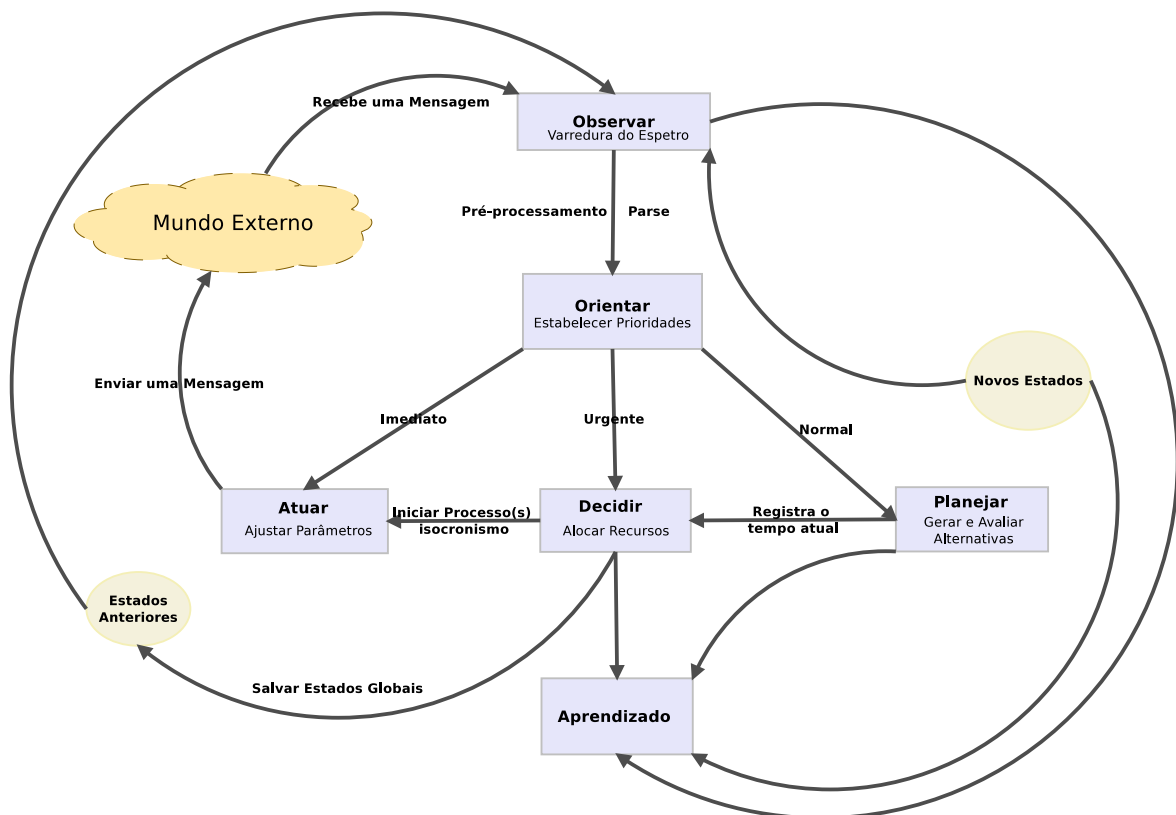 Recebe uma Mensagem
Observar
Varredura do Espetro
Mundo Externo
Pré-processamento
Parse
Orientar
Estabelecer Prioridades
Novos Estados
Enviar uma Mensagem
Imediato
Urgente
Normal
Atuar
Ajustar Parâmetros
Iniciar Processo(s)
isocronismo
Decidir
Alocar Recursos
Registra o
tempo atual
Planejar
Gerar e Avaliar
Alternativas
Estados
Anteriores
Salvar Estados Globais
Aprendizado